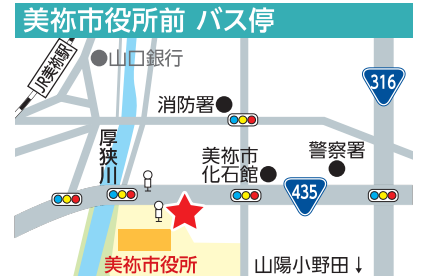 美祢市役所前 バス停
JR美祢駅
山口銀行
316
消防署
厚狭川
美祢市
化石館
警察署
435
美祢市役所
山陽小野田↓